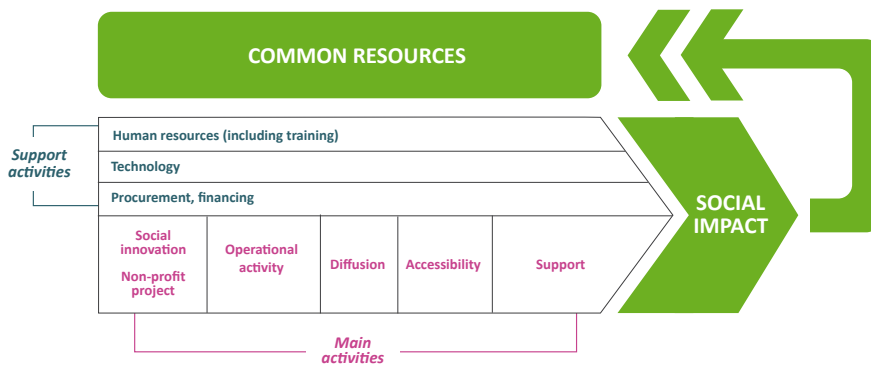 COMMON RESOURCES
Support
activities
Human resources (including training)
Technology
Procurement, financing
SOCIAL
IMPACT
Social
innovation
Non-profit
project
Operational
activity
Diffusion
Accessibility
Support
Main
activities